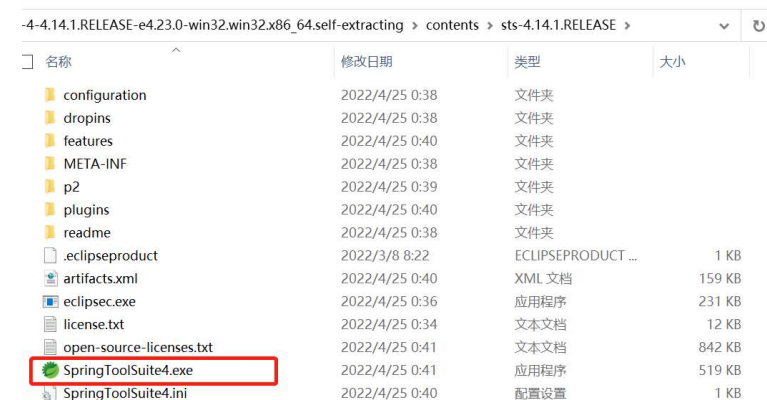 -4-4.14.1.RELEASE-e4.23.0-win32.win32.x86_64.self-extracting > contents > sts-4.14.1.RELEASE >
名称 修改日期 类型 大小
configuration 2022/4/25 0:38 文件夹
dropins 2022/4/25 0:38 文件夹
features 2022/4/25 0:40 文件夹
META-INF 2022/4/25 0:38 文件夹
p2 2022/4/25 0:39 文件夹
plugins 2022/4/25 0:40 文件夹
readme 2022/4/25 0:38 文件夹
.eclipseproduct 2022/3/8 8:22 ECLIPSEPRODUCT ... 1 KB
artifacts.xml 2022/4/25 0:40 XML 文档 159 KB
eclipsec.exe 2022/4/25 0:36 应用程序 231 KB
license.txt 2022/4/25 0:34 文本文档 12 KB
open-source-licenses.txt 2022/4/25 0:41 文本文档 842 KB
SpringToolSuite4.exe 2022/4/25 0:41 应用程序 519 KB
SpringToolSuite4.ini 2022/4/25 0:40 配置设置 1 KB